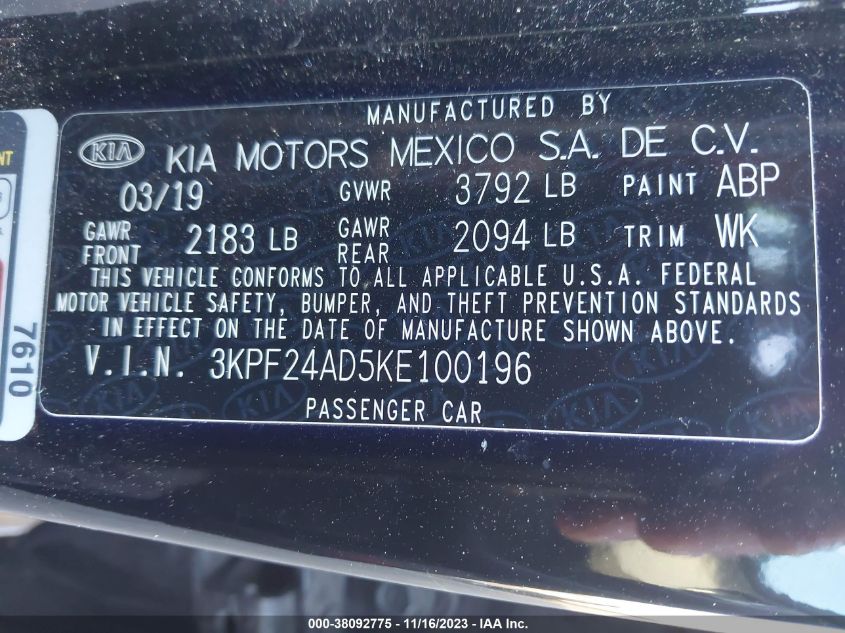 MANUFACTURED BY
KIA KIA MOTORS MEXICO S.A. DE C.V.
03/19 GVWR 3792 LB PAINT ABP
GAWR FRONT 2183 LB GAWR REAR 2094 LB TRIM WK
THIS VEHICLE CONFORMS TO ALL APPLICABLE U.S.A. FEDERAL
MOTOR VEHICLE SAFETY, BUMPER, AND THEFT PREVENTION STANDARDS
IN EFFECT ON THE DATE OF MANUFACTURE SHOWN ABOVE.
V.I.N. 3KPF24AD5KE100196
PASSENGER CAR
7610
000-38092775 - 11/16/2023 - IAA Inc.